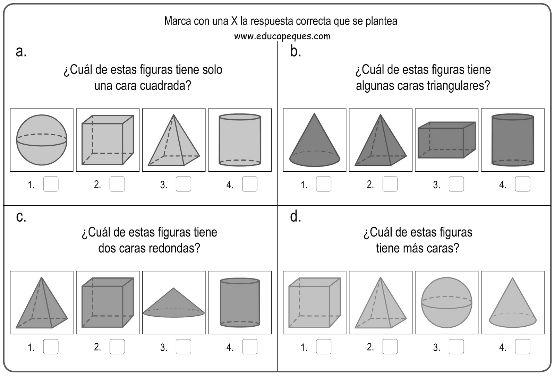 Marca con una X la respuesta correcta que se plantea
www.educapeques.com
a.
¿Cuál de estas figuras tiene solo
una cara cuadrada?
1.
2.
3.
4.
b.
¿Cuál de estas figuras tiene
algunas caras triangulares?
1.
2.
3.
4.
c.
¿Cuál de estas figuras tiene
dos caras redondas?
1.
2.
3.
4.
d.
¿Cuál de estas figuras
tiene más caras?
1.
2.
3.
4.